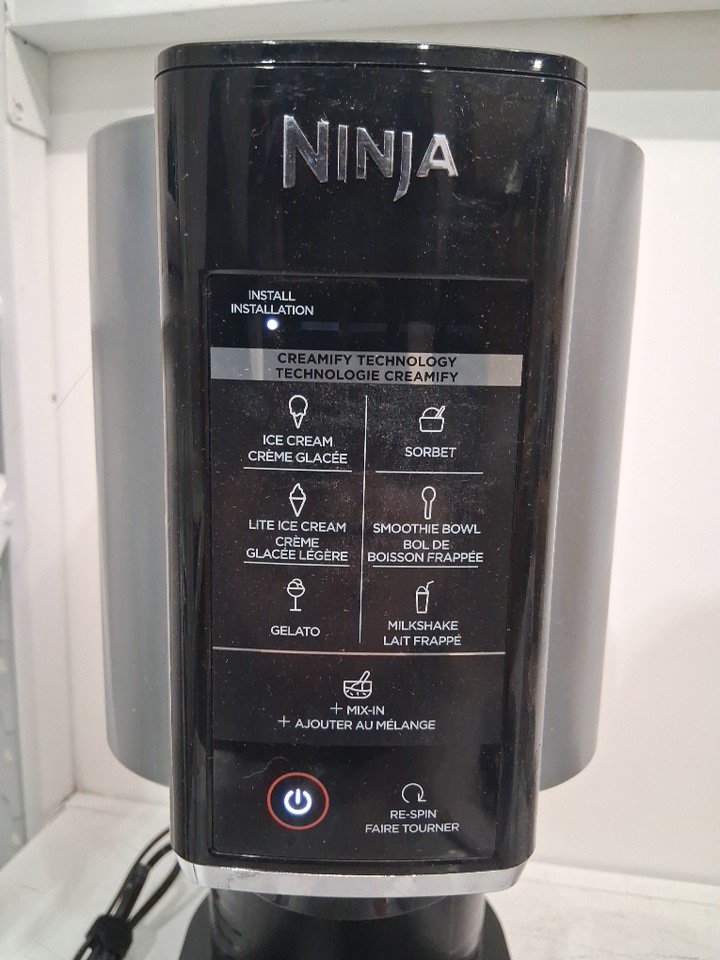 NINJA
INSTALL
INSTALLATION
CREAMIFY TECHNOLOGY
TECHNOLOGIE CREAMIFY
ICE CREAM
CRÈME GLACÉE
SORBET
LITE ICE CREAM
CRÈME
GLACÉE LÉGÈRE
SMOOTHIE BOWL
BOL DE
BOISSON FRAPPÉE
GELATO
MILKSHAKE
LAIT FRAPPÉ
+ MIX-IN
+ AJOUTER AU MÉLANGE
RE-SPIN
FAIRE TOURNER